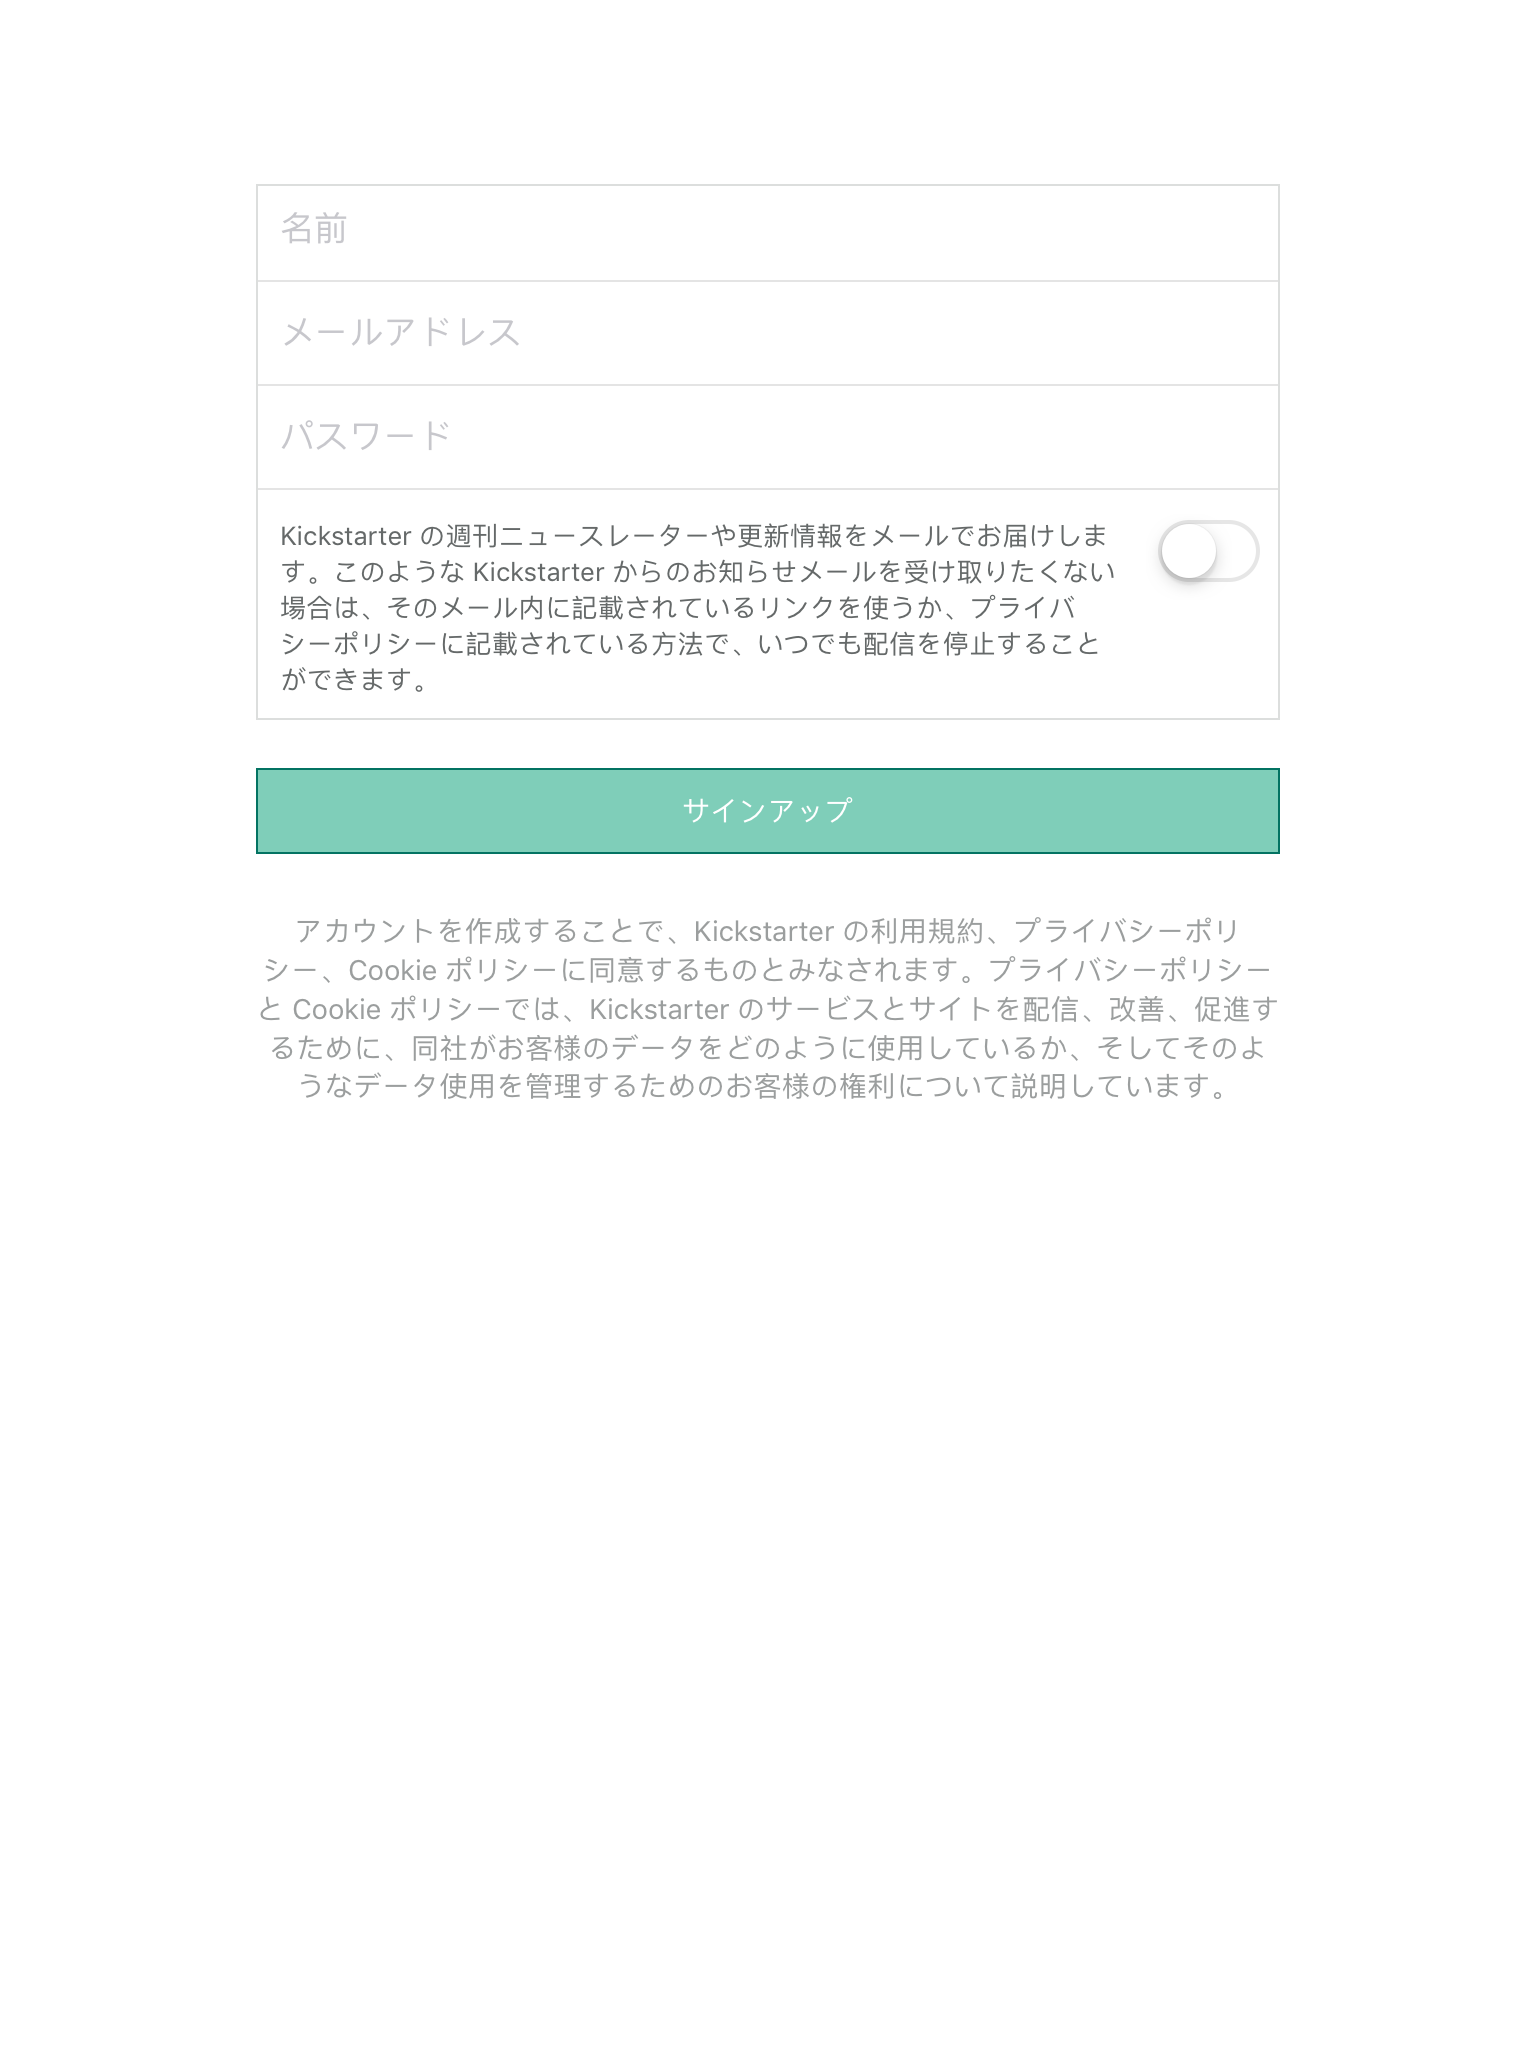 名前
メールアドレス
パスワード
Kickstarter の週刊ニュースレーターや更新情報をメールでお届けしま
す。このような Kickstarter からのお知らせメールを受け取りたくない
場合は、そのメール内に記載されているリンクを使うか、プライバ
シーポリシーに記載されている方法で、いつでも配信を停止すること
ができます。
サインアップ
アカウントを作成することで、Kickstarter の利用規約、プライバシーポリ
シー、Cookie ポリシーに同意するものとみなされます。プライバシーポリシー
と Cookie ポリシーでは、Kickstarter のサービスとサイトを配信、改善、促進す
るために、同社がお客様のデータをどのように使用しているか、そしてそのよ
うなデータ使用を管理するためのお客様の権利について説明しています。